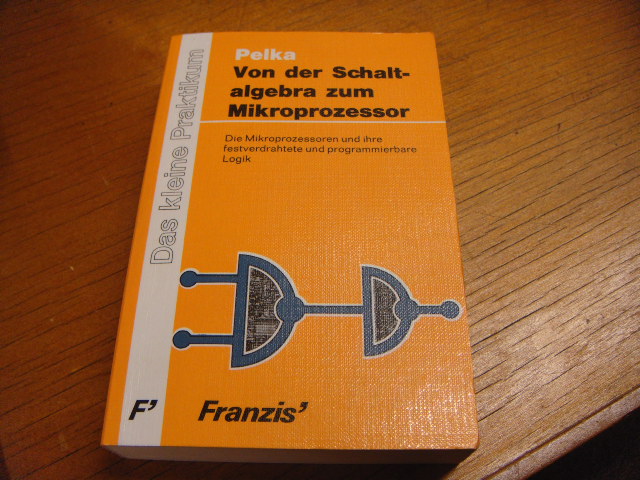 Das kleine Praktikum
Pelka
Von der Schalt-
algebra zum
Mikroprozessor
Die Mikroprozessoren und ihre
festverdrahtete und programmierbare
Logik
F’
Franzis’